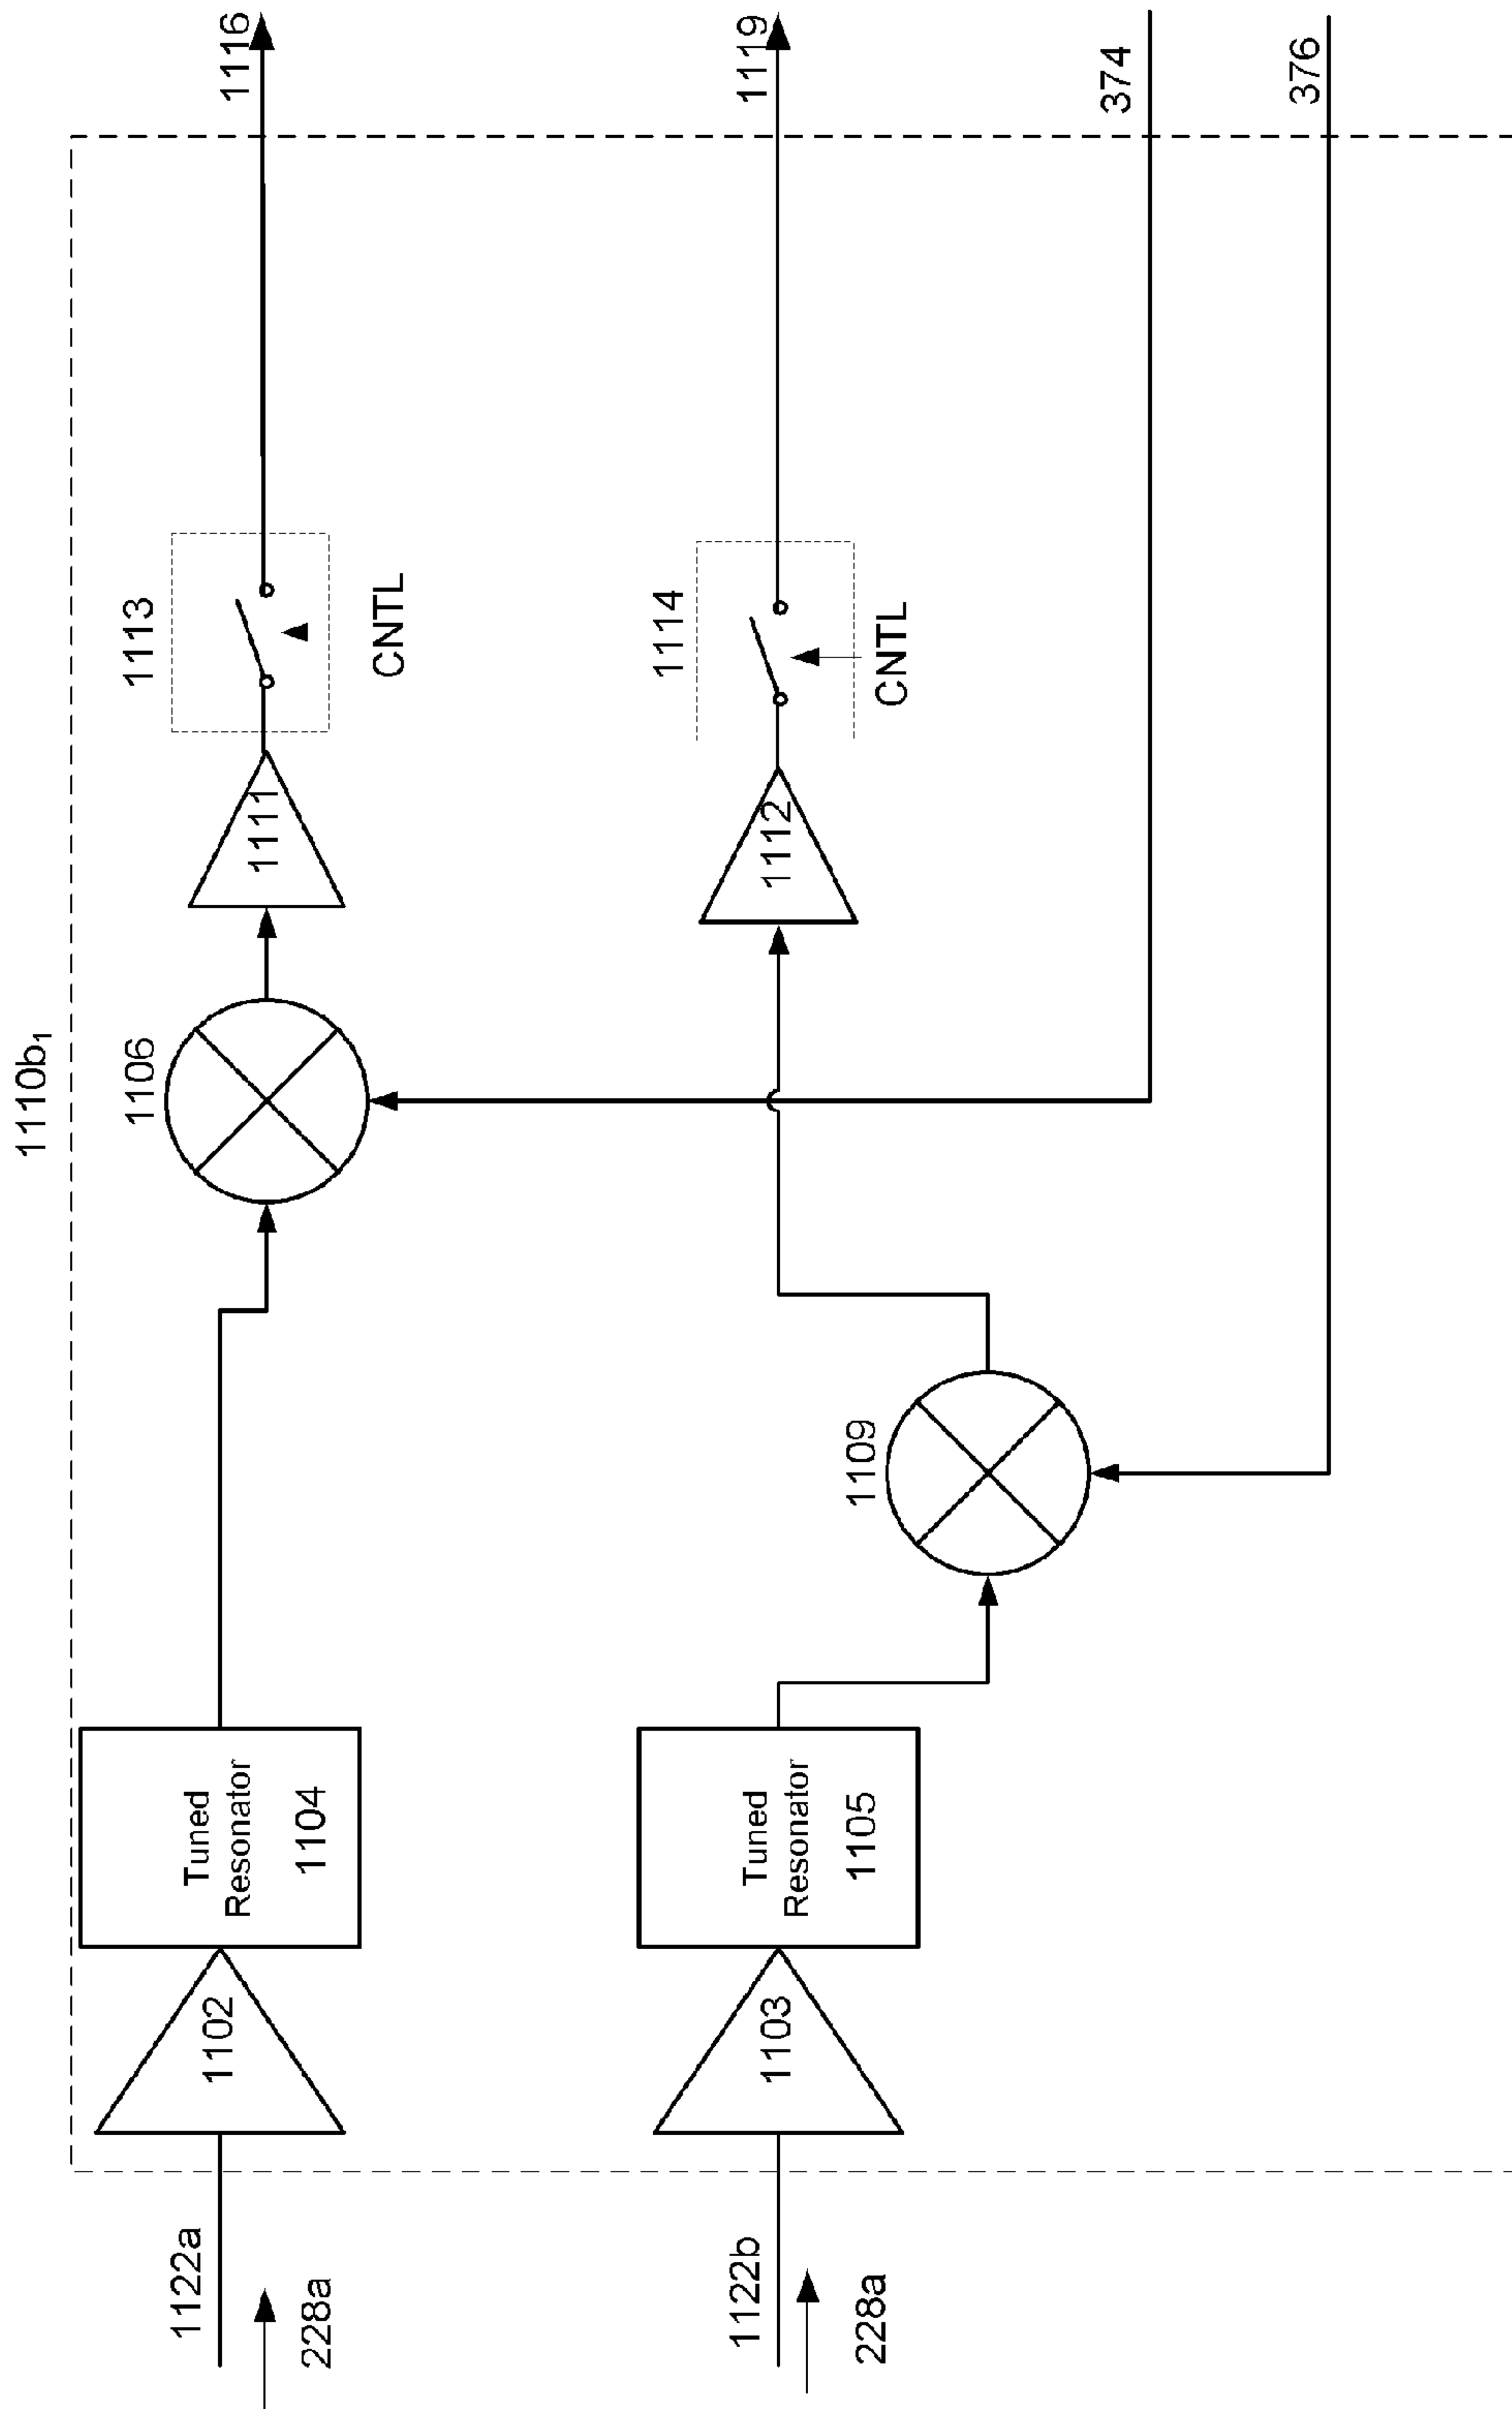 1110b1
1122a
228a
1102
Tuned
Resonator
1104
1106
1111
1113
CNTL
1116
1122b
228a
1103
Tuned
Resonator
1105
1109
1112
1114
CNTL
1119
374
376